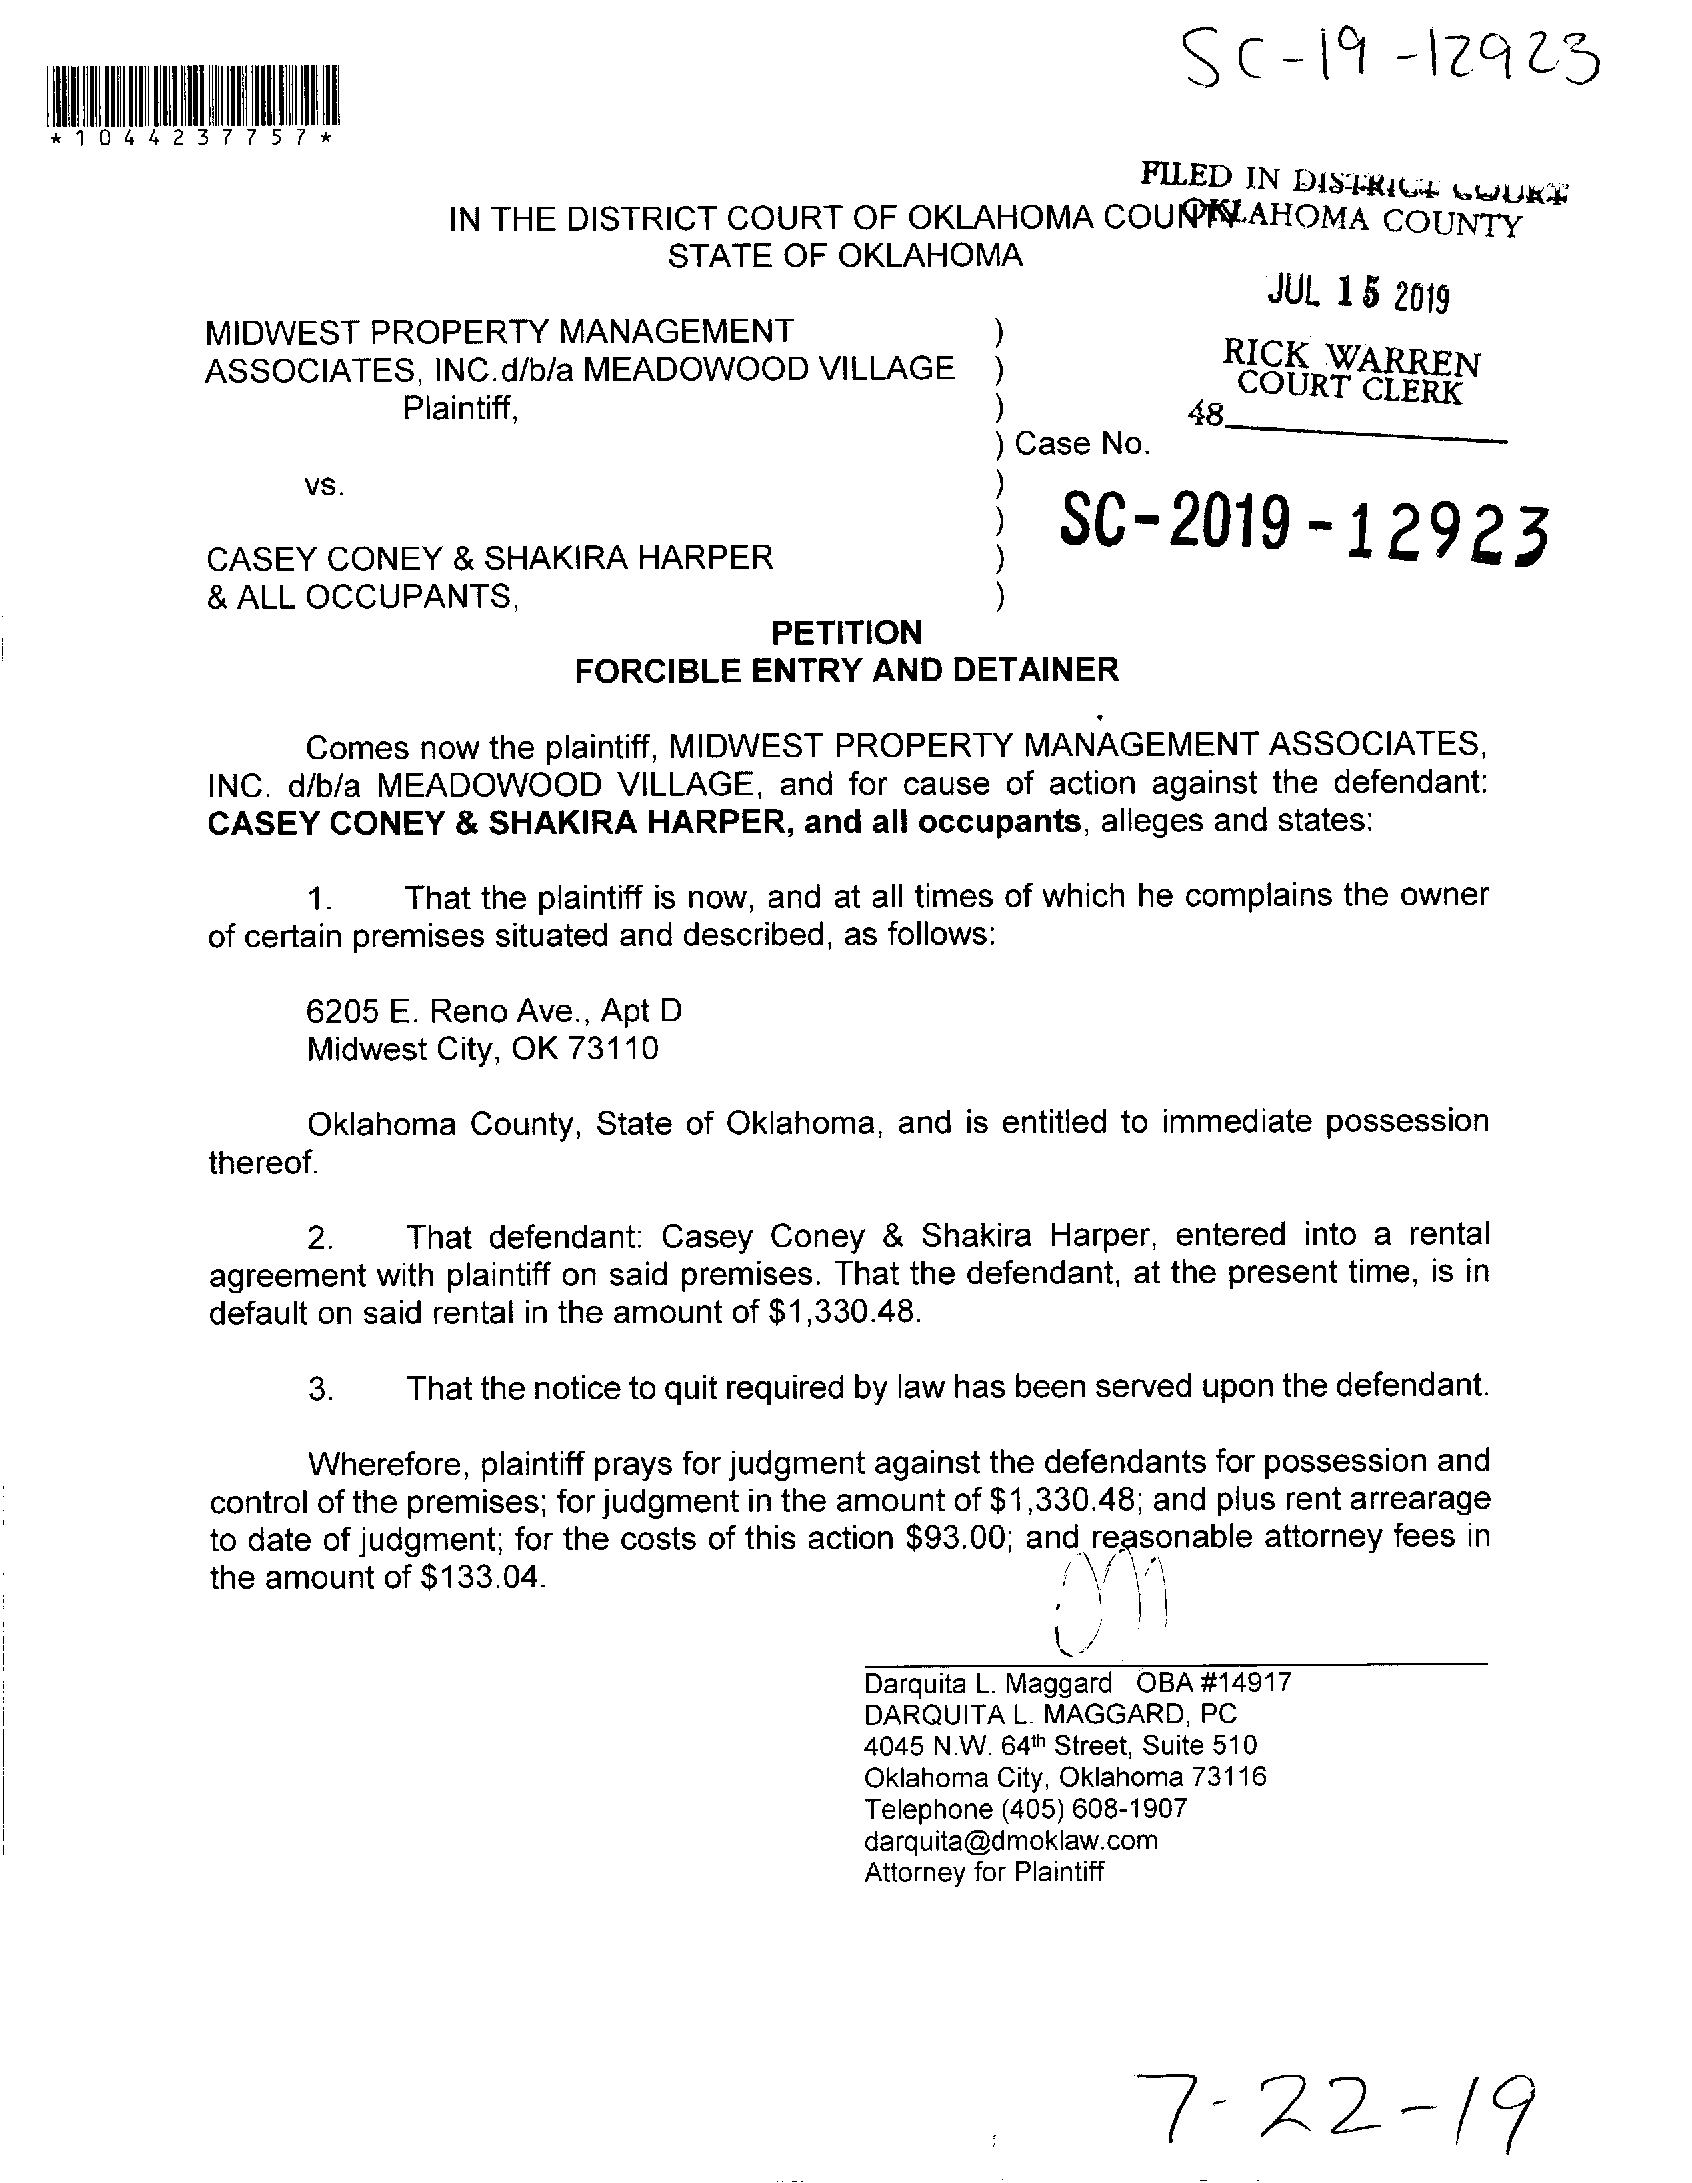 SC-19-12923
*1044237757*
FILED IN DISTRICT COURT
OKLAHOMA COUNTY
IN THE DISTRICT COURT OF OKLAHOMA COUNTY
STATE OF OKLAHOMA
JUL 15 2019
MIDWEST PROPERTY MANAGEMENT )
ASSOCIATES, INC.d/b/a MEADOWOOD VILLAGE )
Plaintiff, )
RICK WARREN
COURT CLERK
48
) Case No.
vs. )
)
SC-2019-12923
CASEY CONEY & SHAKIRA HARPER )
& ALL OCCUPANTS, )
PETITION
FORCIBLE ENTRY AND DETAINER
Comes now the plaintiff, MIDWEST PROPERTY MANAGEMENT ASSOCIATES,
INC. d/b/a MEADOWOOD VILLAGE, and for cause of action against the defendant:
CASEY CONEY & SHAKIRA HARPER, and all occupants, alleges and states:
1. That the plaintiff is now, and at all times of which he complains the owner
of certain premises situated and described, as follows:
6205 E. Reno Ave., Apt D
Midwest City, OK 73110
Oklahoma County, State of Oklahoma, and is entitled to immediate possession
thereof.
2. That defendant: Casey Coney & Shakira Harper, entered into a rental
agreement with plaintiff on said premises. That the defendant, at the present time, is in
default on said rental in the amount of $1,330.48.
3. That the notice to quit required by law has been served upon the defendant.
Wherefore, plaintiff prays for judgment against the defendants for possession and
control of the premises; for judgment in the amount of $1,330.48; and plus rent arrearage
to date of judgment; for the costs of this action $93.00; and reasonable attorney fees in
the amount of $133.04.
Darquita L. Maggard OBA #14917
DARQUITA L. MAGGARD, PC
4045 N.W. 64th Street, Suite 510
Oklahoma City, Oklahoma 73116
Telephone (405) 608-1907
darquita@dmoklaw.com
Attorney for Plaintiff
7-22-19